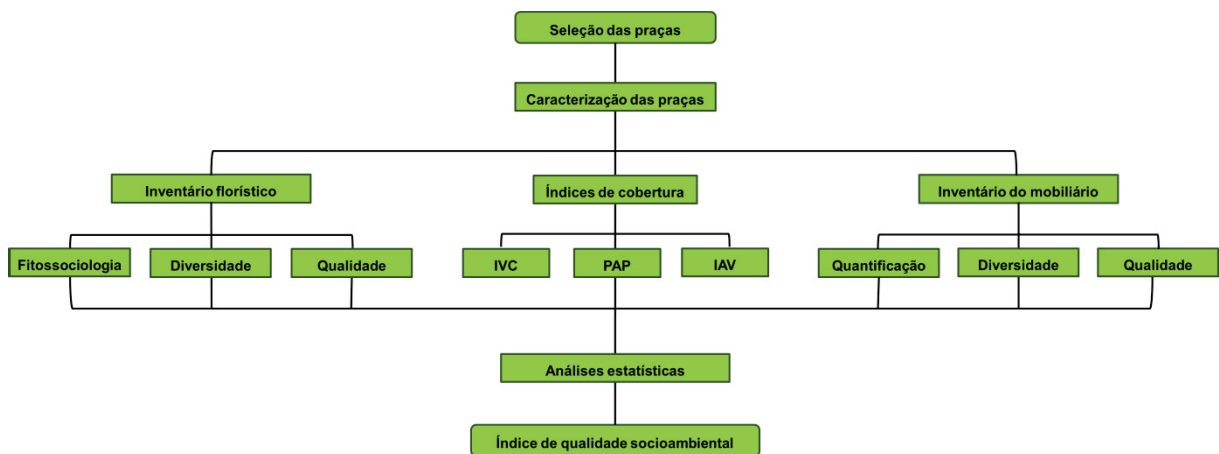 Seleção das praças
Caracterização das praças
Inventário florístico
Índices de cobertura
Inventário do mobiliário
Fitossociologia
Diversidade
Qualidade
IVC
PAP
IAV
Quantificação
Diversidade
Qualidade
Análises estatísticas
Índice de qualidade socioambiental